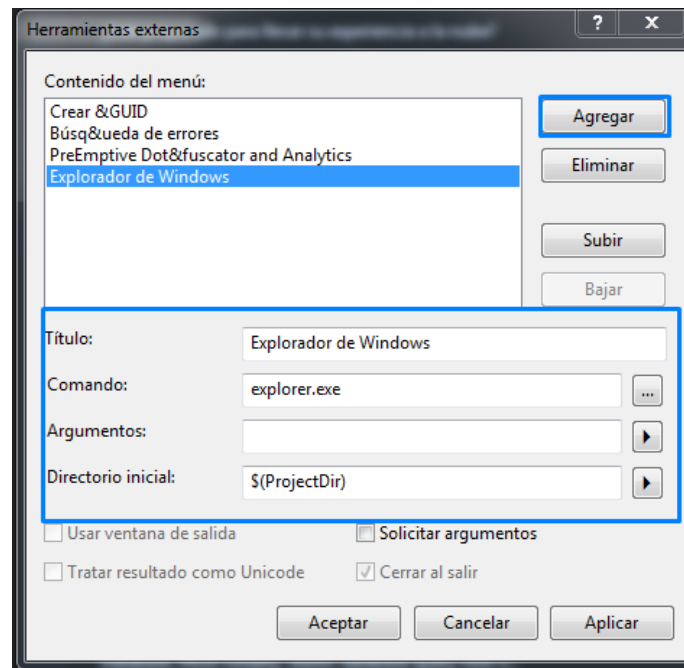 Herramientas externas
?
x
Contenido del menú:
Crear &GUID
Búsq&ueda de errores
PreEmptive Dot&fuscator and Analytics
Explorador de Windows
Agregar
Eliminar
Subir
Bajar
Título:
Explorador de Windows
Comando:
explorer.exe
...
Argumentos:
Directorio inicial:
$(ProjectDir)
Usar ventana de salida
Solicitar argumentos
Tratar resultado como Unicode
Cerrar al salir
Aceptar
Cancelar
Aplicar